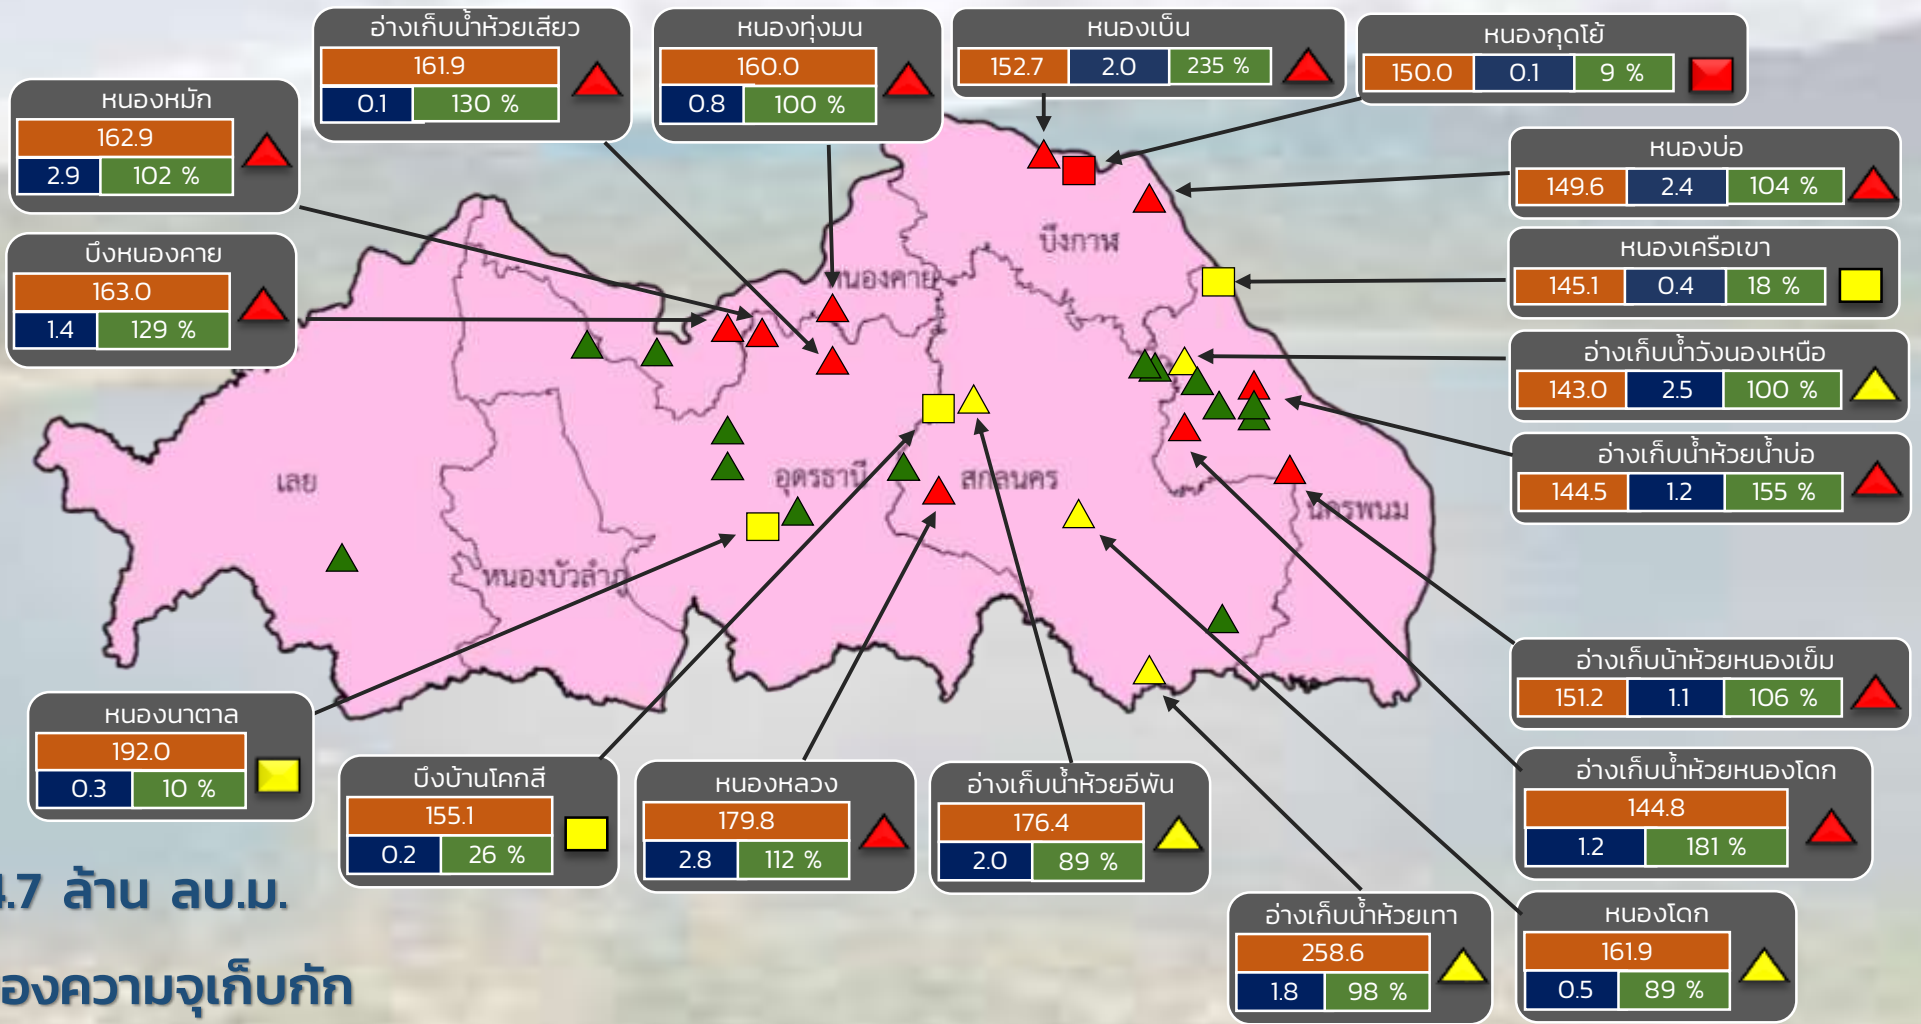 อ่างเก็บน้ำห้วยเสียว
161.9
0.1 130 %
หนองทุ่งมน
160.0
0.8 100 %
หนองเบ็น
152.7 2.0 235 %
หนองกุดโย้
150.0 0.1 9 %
หนองหมัก
162.9
2.9 102 %
หนองบ่อ
149.6 2.4 104 %
บึงหนองคาย
163.0
1.4 129 %
หนองเครือเขา
145.1 0.4 18 %
อ่างเก็บน้ำวังนองเหนือ
143.0 2.5 100 %
อ่างเก็บน้ำห้วยน้ำบ่อ
144.5 1.2 155 %
บึงกาฬ
หนองคาย
เลย
อุดรธานี
สกลนคร
นครพนม
หนองบัวลำภู
อ่างเก็บน้าห้วยหนองเข็ม
151.2 1.1 106 %
หนองนาตาล
192.0
0.3 10 %
บึงบ้านโคกสี
155.1
0.2 26 %
หนองหลวง
179.8
2.8 112 %
อ่างเก็บน้ำห้วยอีพัน
176.4
2.0 89 %
อ่างเก็บน้ำห้วยหนองโดก
144.8
1.2 181 %
อ่างเก็บน้ำห้วยเทา
258.6
1.8 98 %
หนองโดก
161.9
0.5 89 %
.7 ล้าน ลบ.ม.
องความจุเก็บกัก